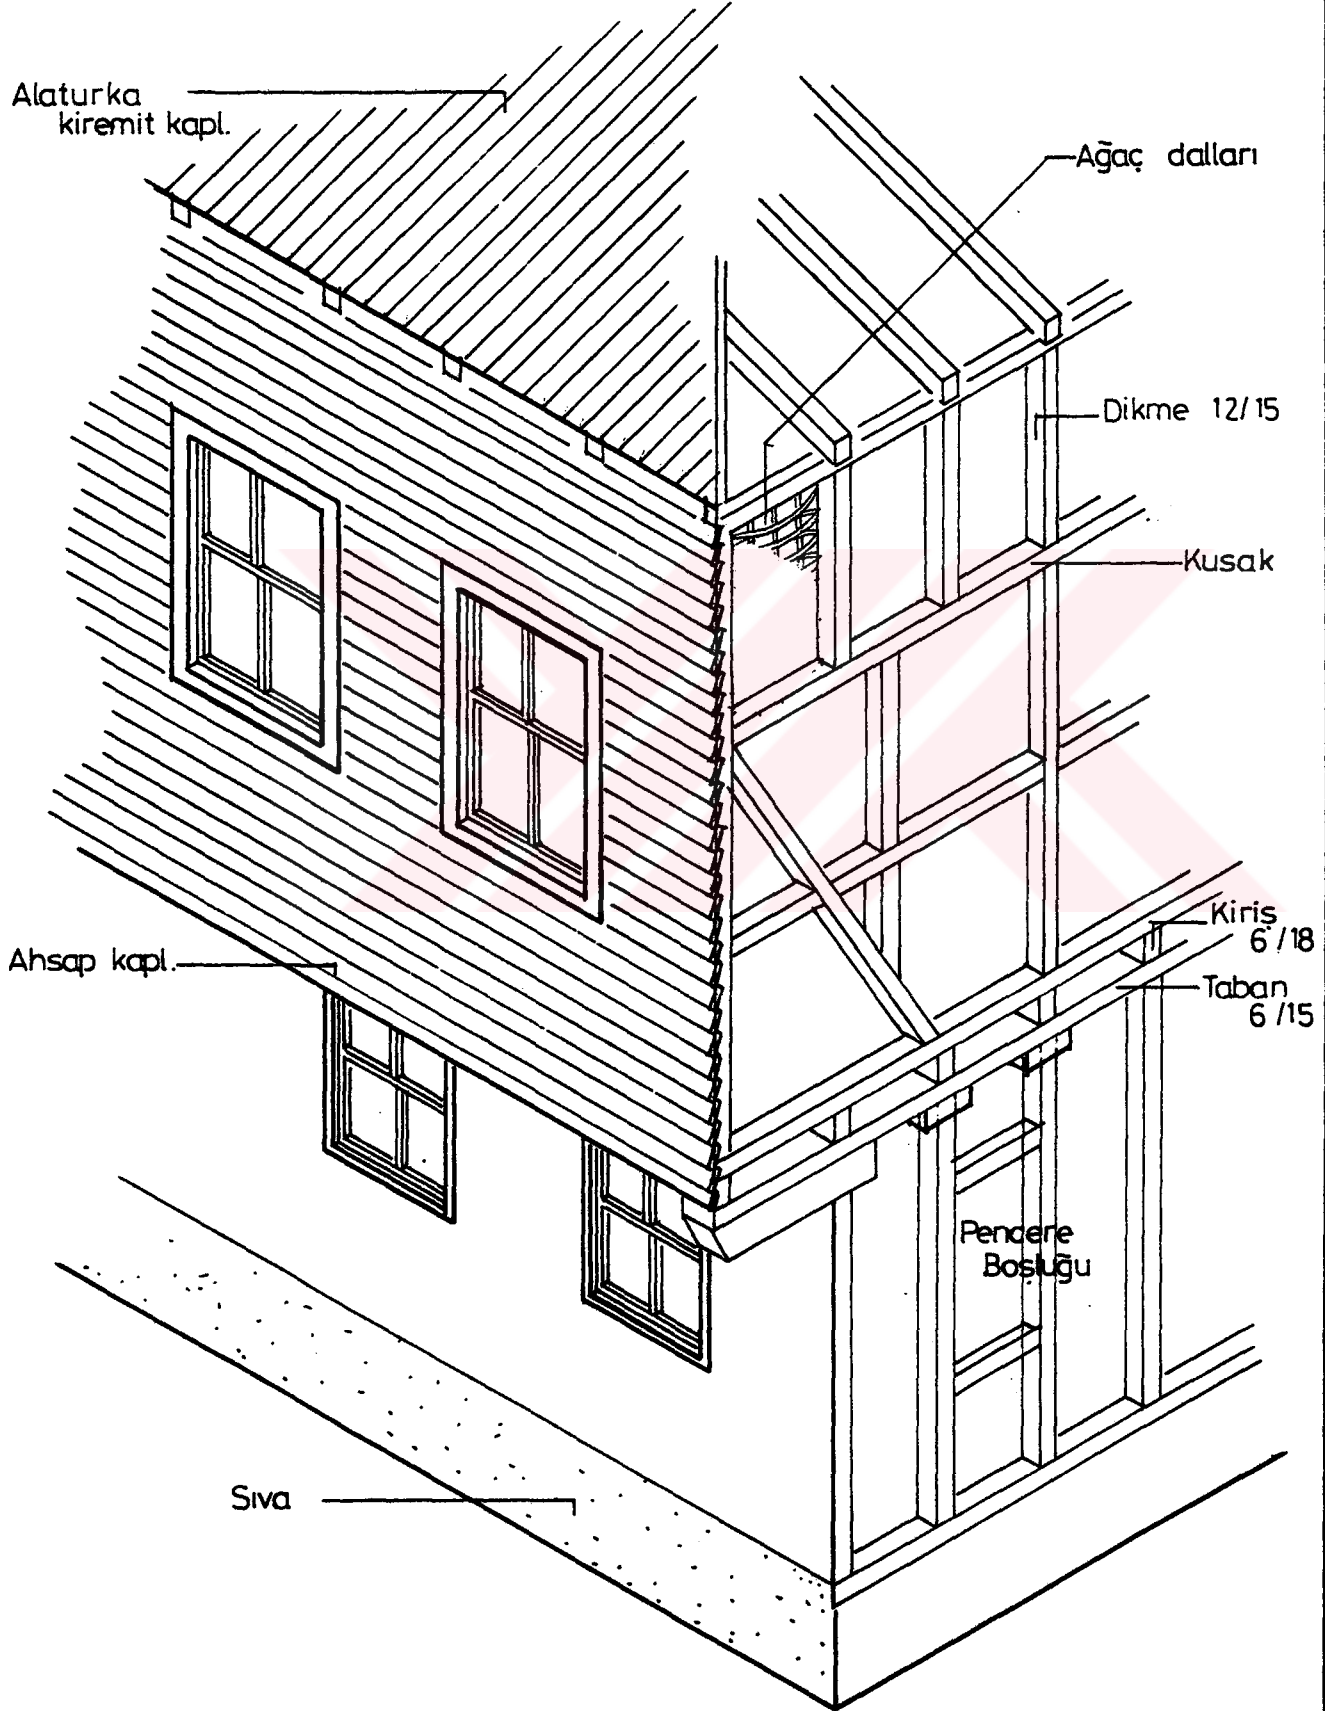 Alaturka
kiremit kapl.
Ağaç dalları
Dikme 12/15
Kusak
Kiriş
6/18
Ahsap kapl.
Taban
6/15
Pencere
Boşluğu
Sıva